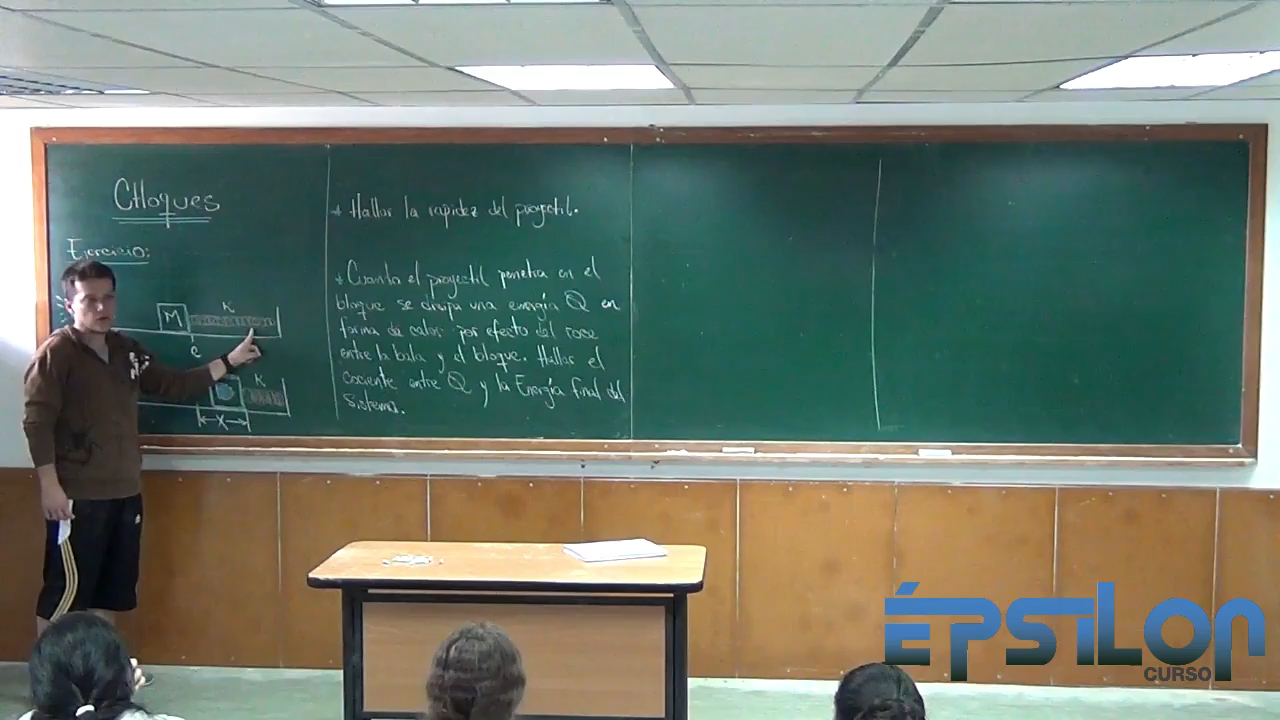 CHoques
Ejercicio:
M
K
e
K
X
* Hallar la rapidez del proyectil.
* Cuando el proyectil penetra en el
bloque se disipa una energía Q en
forma de calor por efecto del roce
entre la bala y el bloque. Hallar el
cociente entre Q y la Energía final del
Sistema.
ÉPSILON
CURSO